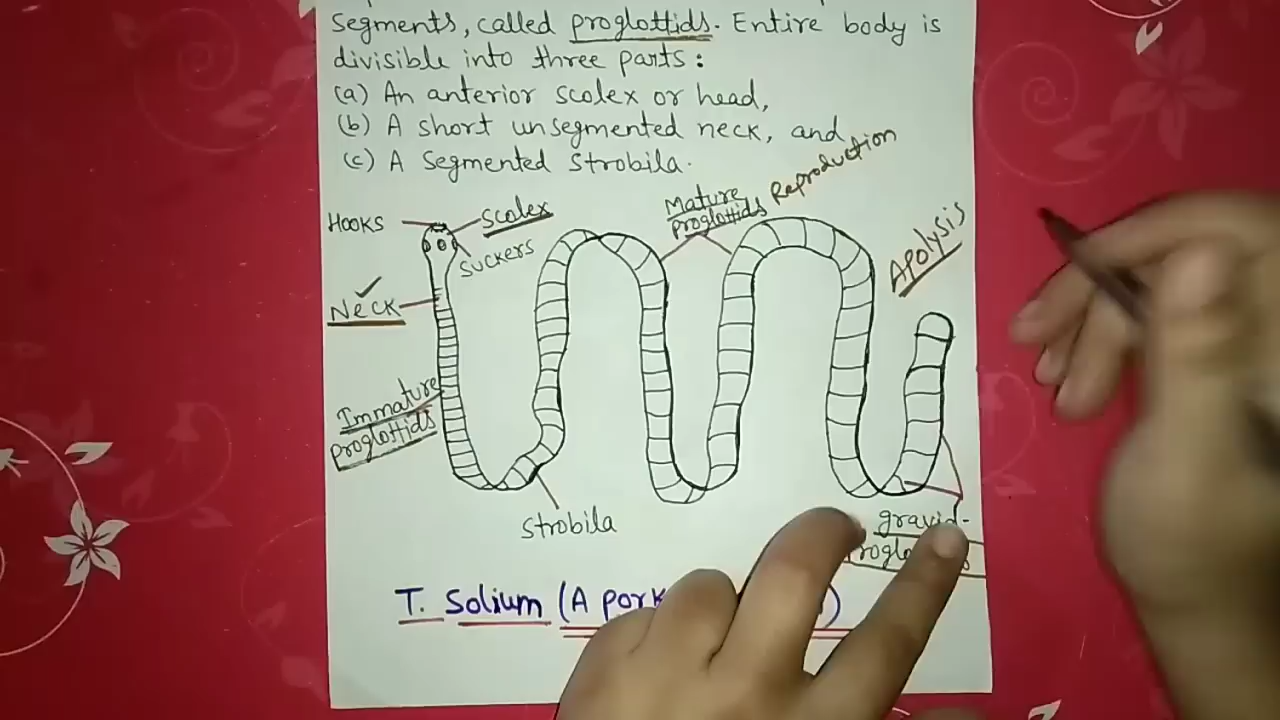 segments, called proglottids. Entire body is
divisible into three parts:
(a) An anterior scolex or head,
(b) A short unsegmented neck, and
(c) A segmented strobila.
Mature proglottids
Reproduction
HOOKS
Scolex
suckers
Apolysis
Neck
Immature
proglottids
Strobila
gravid-
T. Solium (A pork